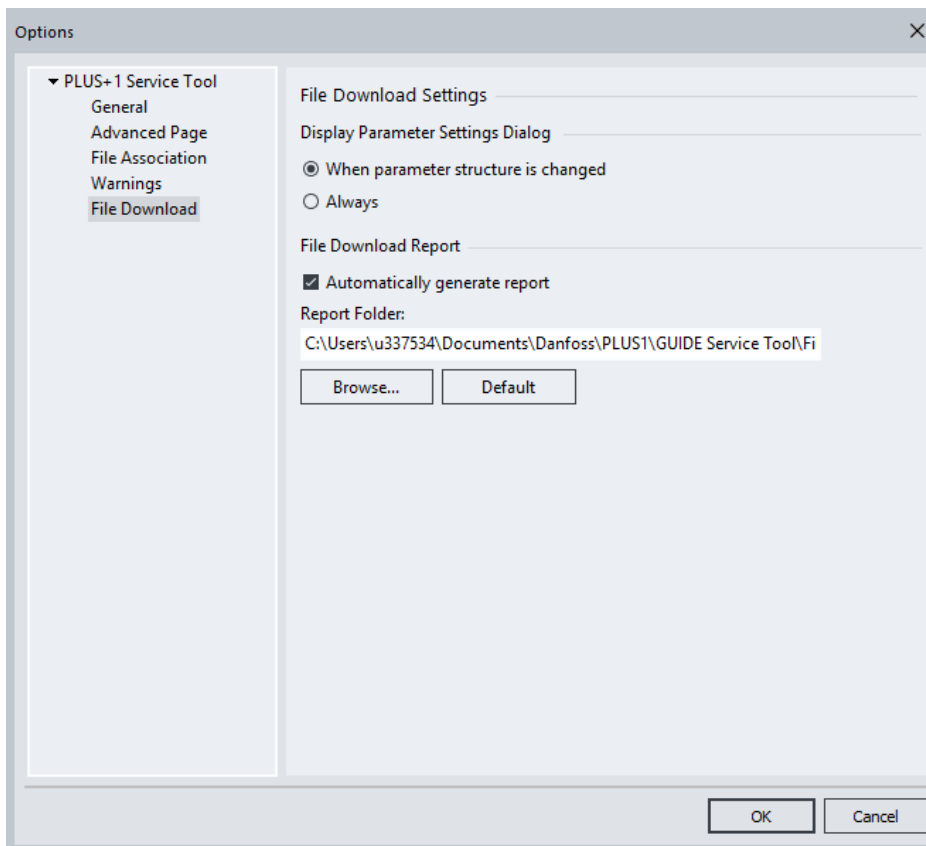 Options
PLUS+1 Service Tool
General
Advanced Page
File Association
Warnings
File Download
File Download Settings
Display Parameter Settings Dialog
When parameter structure is changed
Always
File Download Report
Automatically generate report
Report Folder:
C:\Users\u337534\Documents\Danfoss\PLUS1\GUIDE Service Tool\Fi
Browse...
Default
OK
Cancel